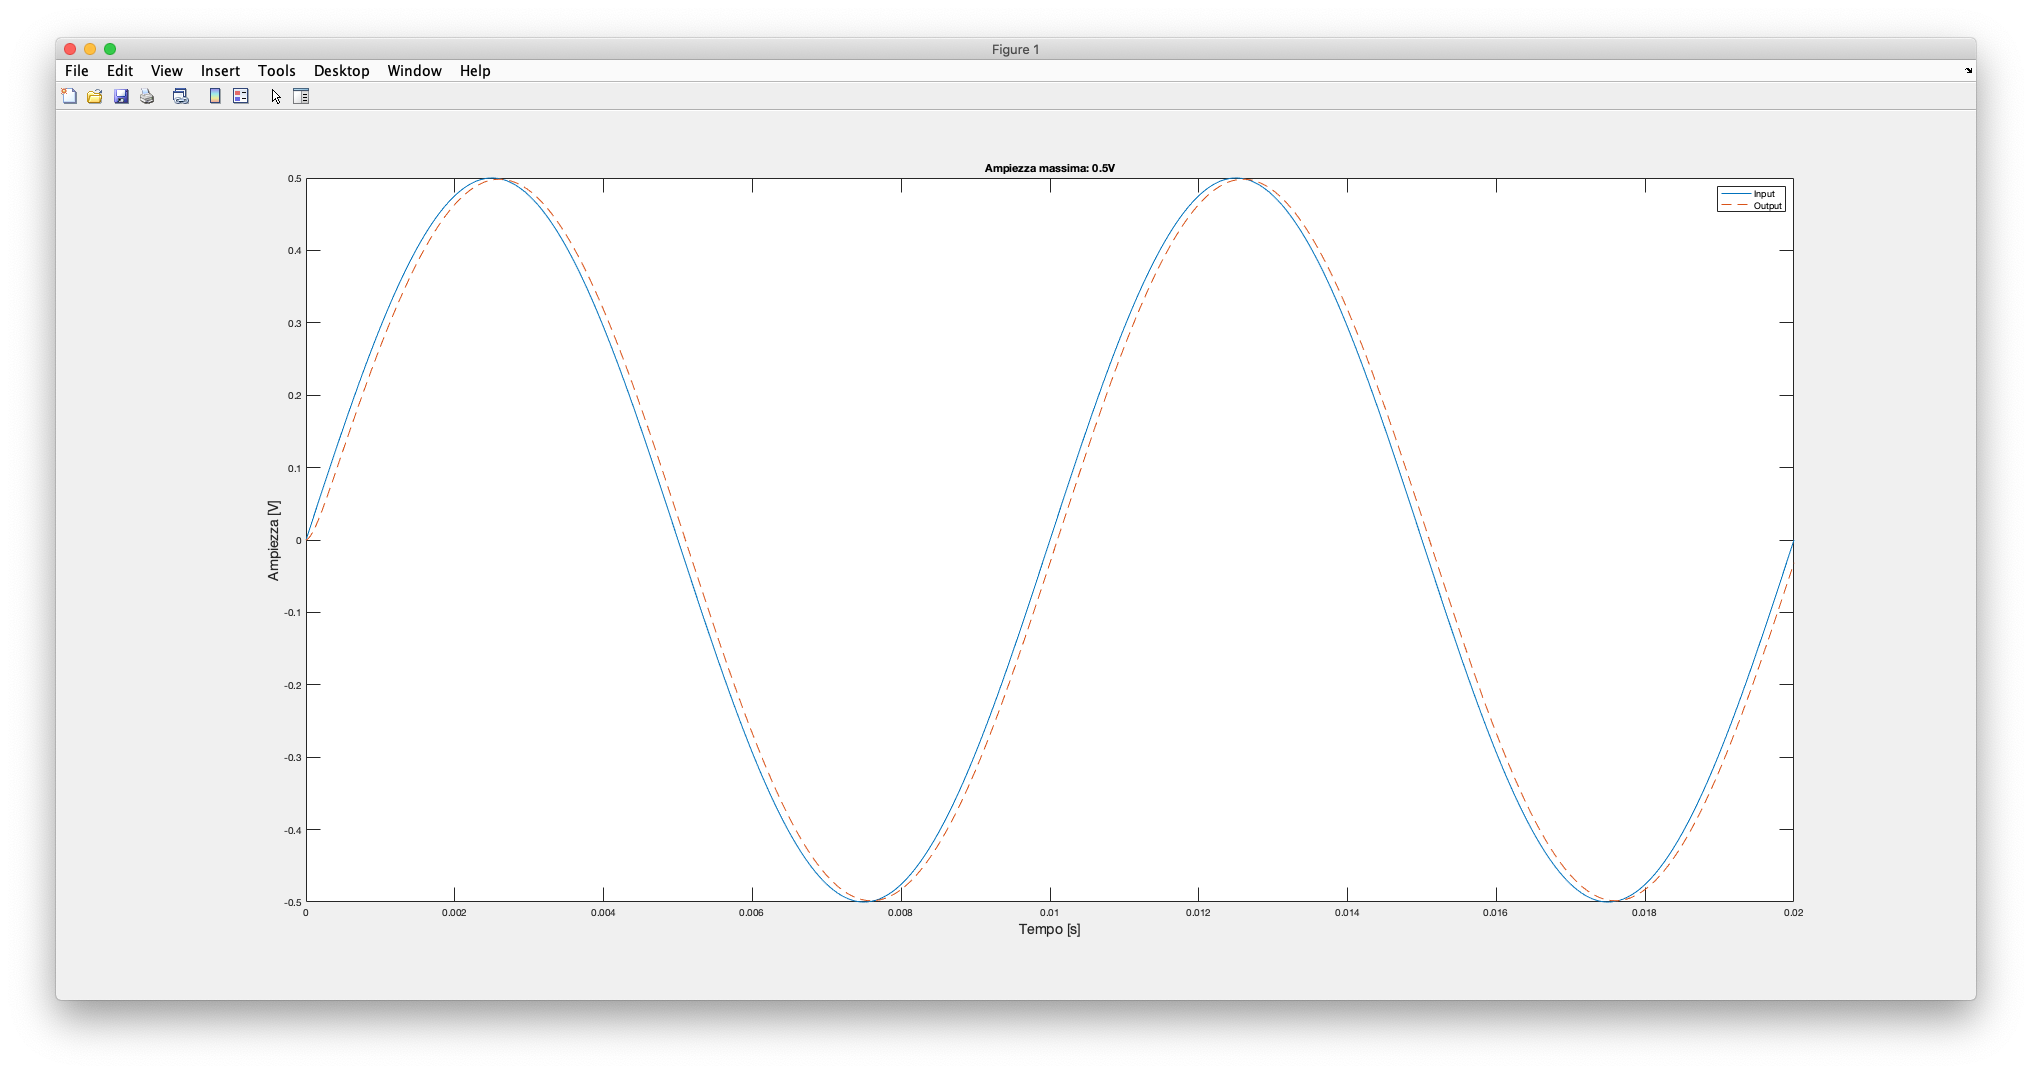 Figure 1
File Edit View Insert Tools Desktop Window Help
Ampiezza massima: 0.5V
Input
Output
0.5
0.4
0.3
0.2
0.1
0
-0.1
-0.2
-0.3
-0.4
-0.5
Ampiezza [V]
0 0.002 0.004 0.006 0.008 0.01 0.012 0.014 0.016 0.018 0.02
Tempo [s]